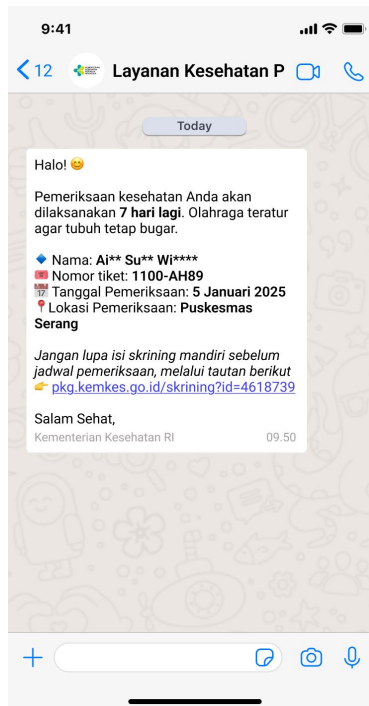 9:41
12
Layanan Kesehatan P
Today
Halo! 😊
Pemeriksaan kesehatan Anda akan
dilaksanakan 7 hari lagi. Olahraga teratur
agar tubuh tetap bugar.
🔹 Nama: Ai** Su** Wi****
🎟️ Nomor tiket: 1100-AH89
📅 Tanggal Pemeriksaan: 5 Januari 2025
📍Lokasi Pemeriksaan: Puskesmas
Serang
Jangan lupa isi skrining mandiri sebelum
jadwal pemeriksaan, melalui tautan berikut
👉 pkg.kemkes.go.id/skrining?id=4618739
Salam Sehat,
Kementerian Kesehatan RI
09.50